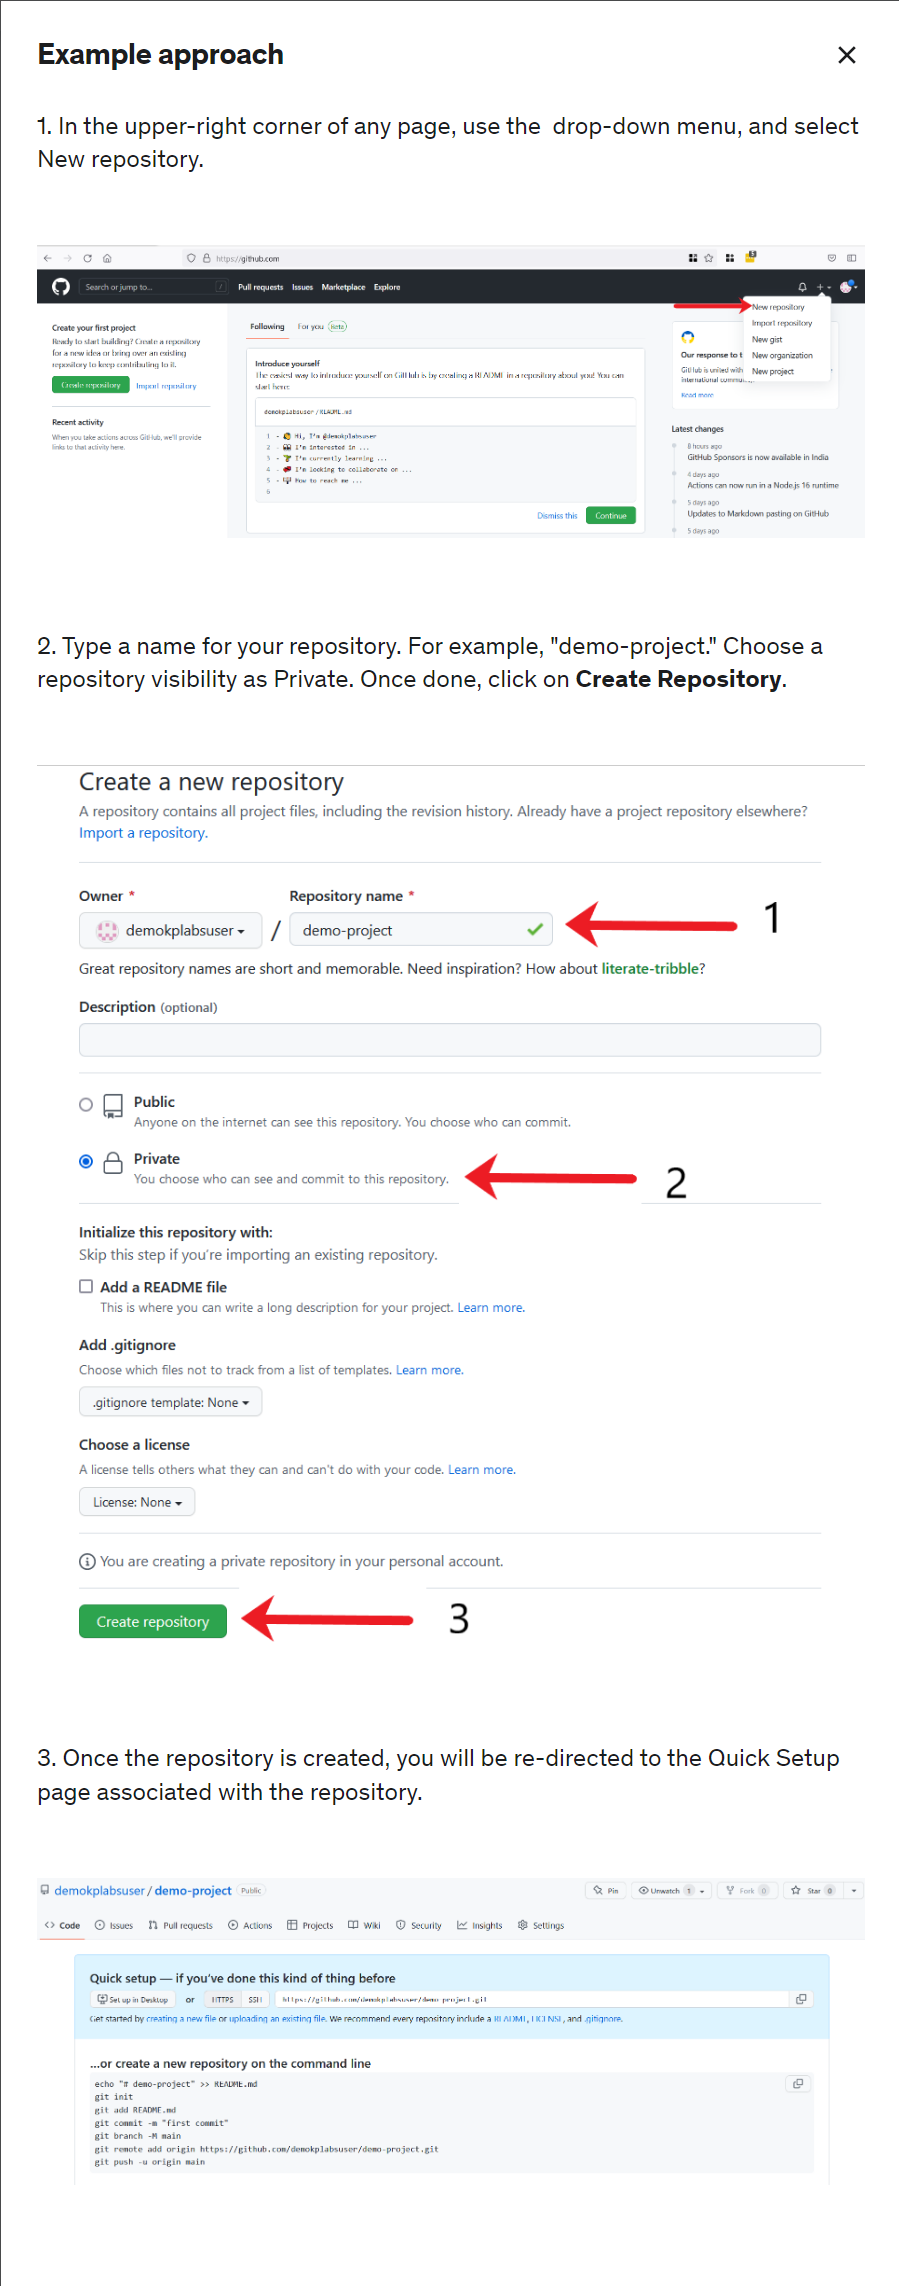 Example approach
1. In the upper-right corner of any page, use the  drop-down menu, and select
New repository.
https://github.com
3
Search or jump to...
/
Pull requests Issues Marketplace Explore
Create your first project
Ready to start building? Create a repository
for a new idea or bring over an existing
repository to keep contributing to it.
Create repository Import repository
Recent activity
When you take actions across GitHub, we'll provide
links to that activity here.
Following For you Beta
Introduce yourself
The easiest way to introduce yourself on GitHub is by creating a README in a repository about you! You can
start here:
demokplabsuser / README.md
1 - 👋 Hi, I'm @demokplabsuser
2 - 👀 I'm interested in ...
3 - 🌱 I'm currently learning ...
4 - 💞️ I'm looking to collaborate on ...
5 - 📫 How to reach me ...
6
Dismiss this Continue
New repository
Import repository
New gist
New organization
New project
Our response to t
GitHub is united with
international commu
Read more
Latest changes
8 hours ago
GitHub Sponsors is now available in India
4 days ago
Actions can now run in a Node.js 16 runtime
5 days ago
Updates to Markdown pasting on GitHub
5 days ago
2. Type a name for your repository. For example, "demo-project." Choose a
repository visibility as Private. Once done, click on Create Repository.
Create a new repository
A repository contains all project files, including the revision history. Already have a project repository elsewhere?
Import a repository.
Owner * Repository name *
demokplabsuser / demo-project 1
Great repository names are short and memorable. Need inspiration? How about literate-tribble?
Description (optional)
Public
Anyone on the internet can see this repository. You choose who can commit.
Private
You choose who can see and commit to this repository. 2
Initialize this repository with:
Skip this step if you're importing an existing repository.
Add a README file
This is where you can write a long description for your project. Learn more.
Add .gitignore
Choose which files not to track from a list of templates. Learn more.
.gitignore template: None
Choose a license
A license tells others what they can and can't do with your code. Learn more.
License: None
You are creating a private repository in your personal account.
Create repository 3
3. Once the repository is created, you will be re-directed to the Quick Setup
page associated with the repository.
demokplabsuser / demo-project Public Pin Unwatch 1 Fork 0 Star 0
Code Issues Pull requests Actions Projects Wiki Security Insights Settings
Quick setup — if you've done this kind of thing before
Set up in Desktop or HTTPS SSH https://github.com/demokplabsuser/demo-project.git
Get started by creating a new file or uploading an existing file. We recommend every repository include a README, LICENSE, and .gitignore.
...or create a new repository on the command line
echo "# demo-project" >> README.md
git init
git add README.md
git commit -m "first commit"
git branch -M main
git remote add origin https://github.com/demokplabsuser/demo-project.git
git push -u origin main